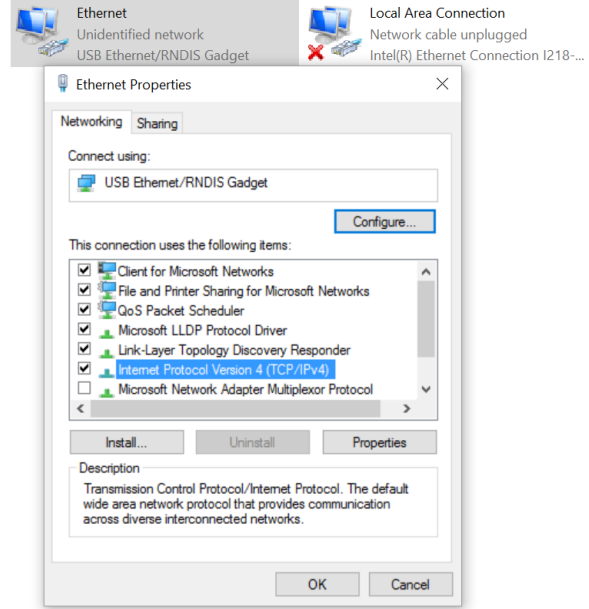 Ethernet
Unidentified network
USB Ethernet/RNDIS Gadget
Local Area Connection
Network cable unplugged
Intel(R) Ethernet Connection I218-...
Ethernet Properties
Networking
Sharing
Connect using:
USB Ethernet/RNDIS Gadget
Configure...
This connection uses the following items:
Client for Microsoft Networks
File and Printer Sharing for Microsoft Networks
QoS Packet Scheduler
Microsoft LLDP Protocol Driver
Link-Layer Topology Discovery Responder
Internet Protocol Version 4 (TCP/IPv4)
Microsoft Network Adapter Multiplexor Protocol
Install...
Uninstall
Properties
Description
Transmission Control Protocol/Internet Protocol. The default
wide area network protocol that provides communication
across diverse interconnected networks.
OK
Cancel